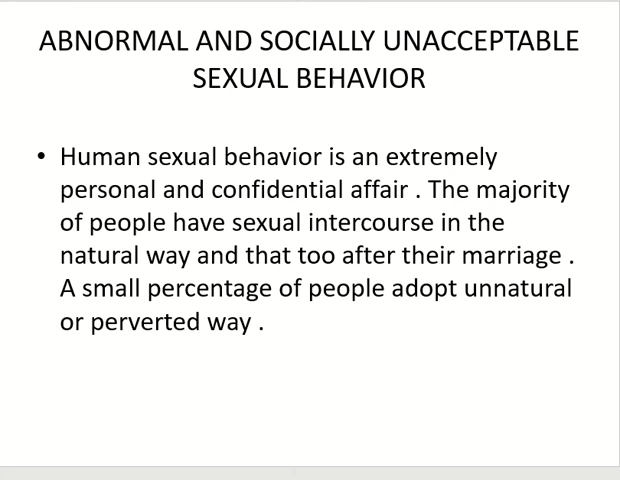 ABNORMAL AND SOCIALLY UNACCEPTABLE
SEXUAL BEHAVIOR
• Human sexual behavior is an extremely
personal and confidential affair . The majority
of people have sexual intercourse in the
natural way and that too after their marriage .
A small percentage of people adopt unnatural
or perverted way .